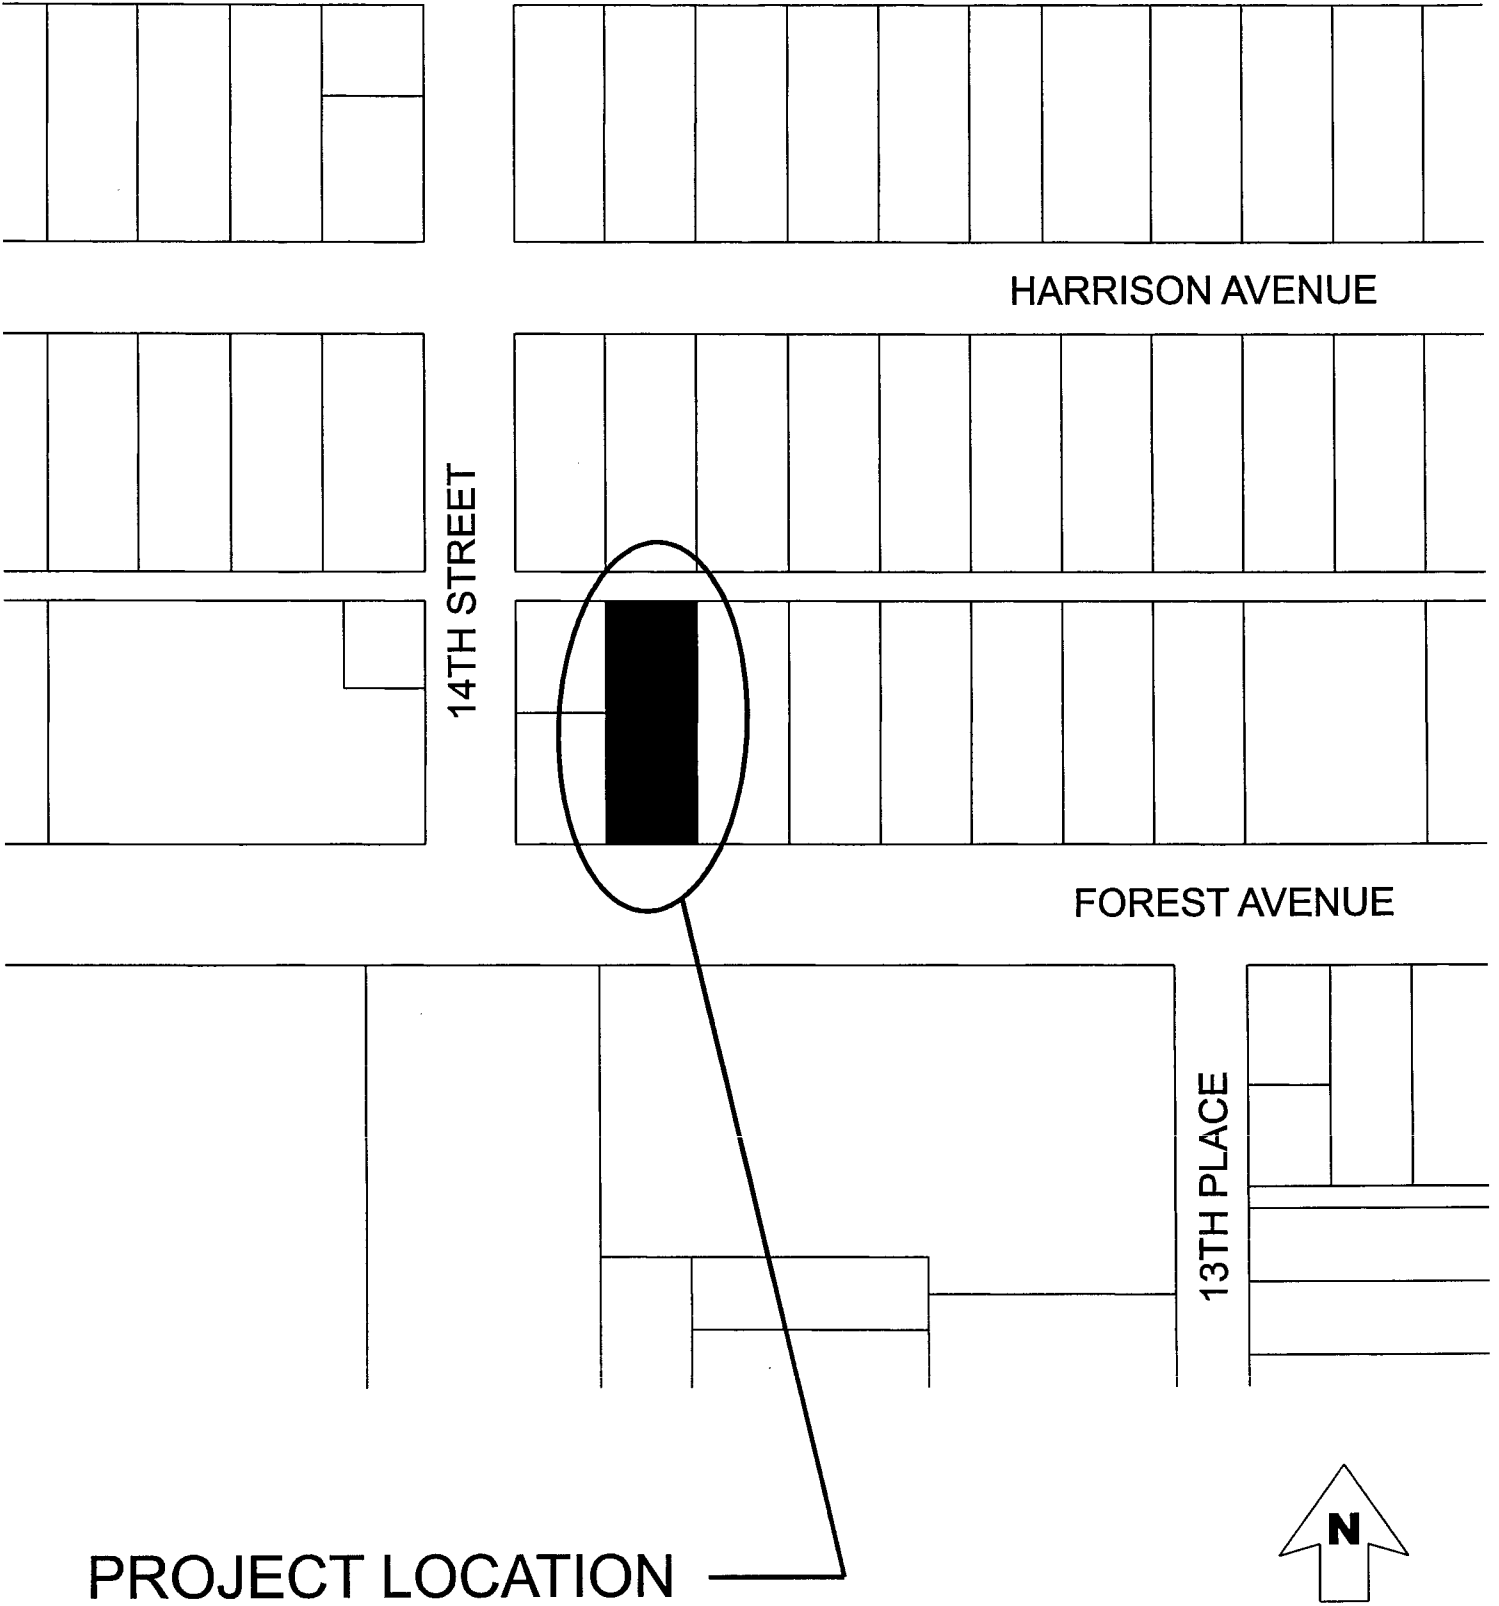 HARRISON AVENUE
14TH STREET
FOREST AVENUE
13TH PLACE
N
PROJECT LOCATION